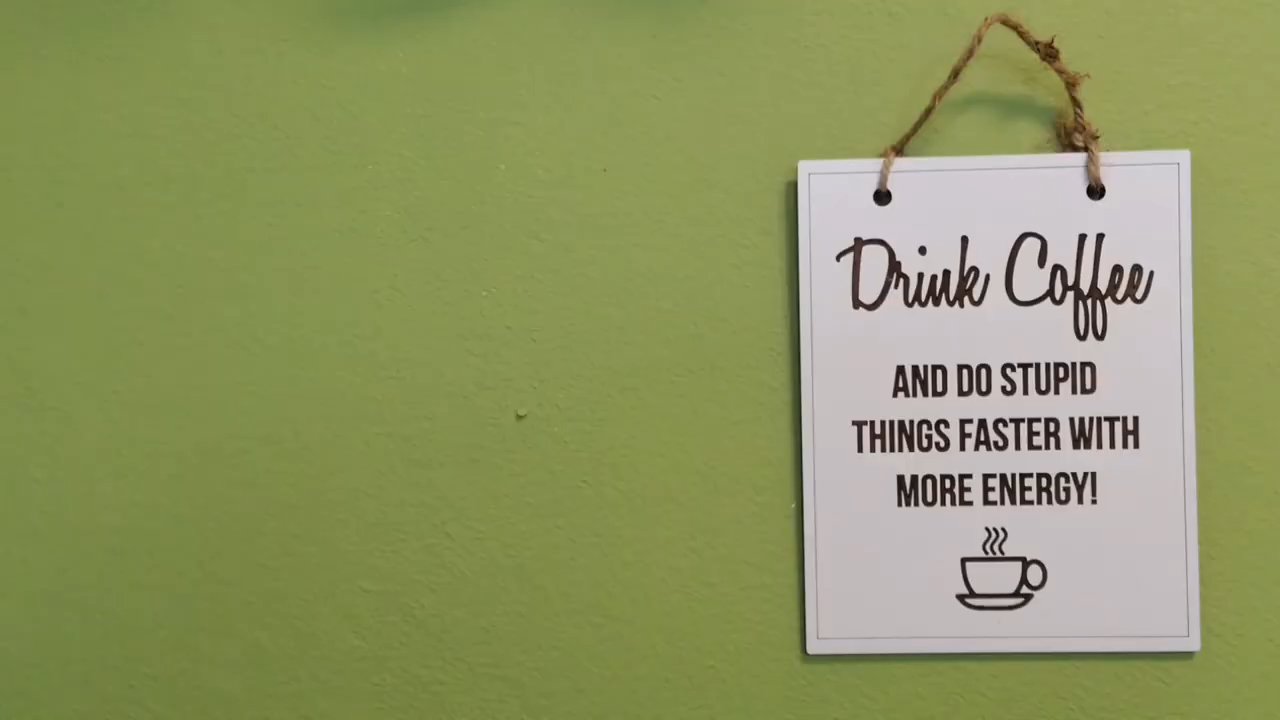 Drink Coffee
AND DO STUPID
THINGS FASTER WITH
MORE ENERGY!